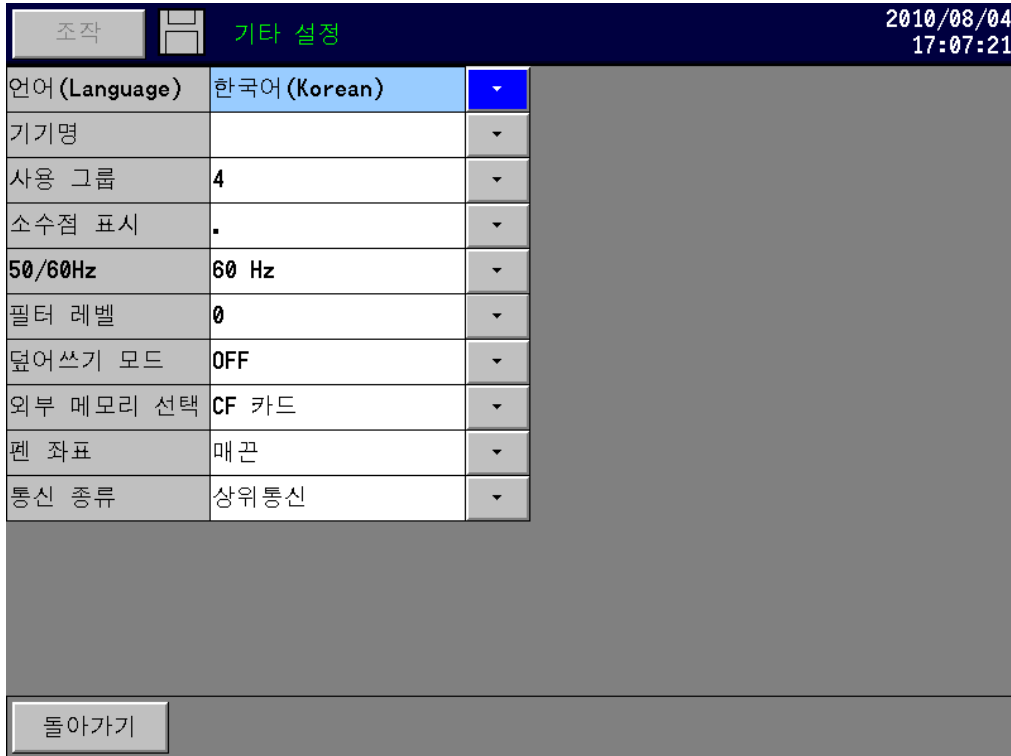 조작 기타 설정 2010/08/04
17:07:21
언어(Language) 한국어(Korean)
기기명
사용 그룹 4
소수점 표시 .
50/60Hz 60 Hz
필터 레벨 0
덮어쓰기 모드 OFF
외부 메모리 선택 CF 카드
펜 좌표 매끈
통신 종류 상위통신
돌아가기